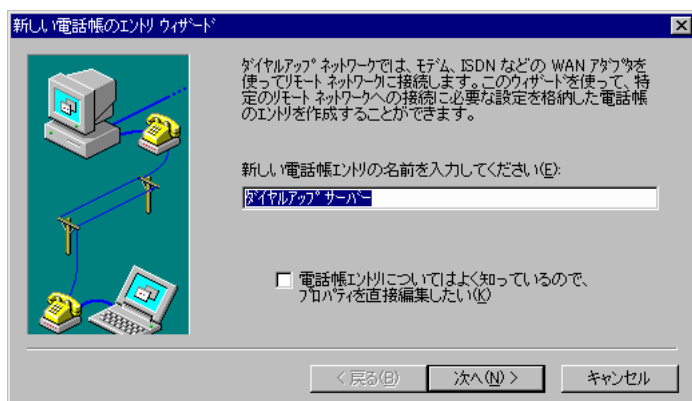 新しい電話帳のエントリ ウィザード
ダイヤルアップ ネットワークでは、モデム、ISDN などの WAN アダプタを
使ってリモート ネットワークに接続します。このウィザードを使って、特
定のリモート ネットワークへの接続に必要な設定を格納した電話帳
のエントリを作成することができます。
新しい電話帳エントリの名前を入力してください(E):
ダイヤルアップ サーバー
電話帳エントリについてはよく知っているので、
プロパティを直接編集したい(K)
< 戻る(B)
次へ(N) >
キャンセル